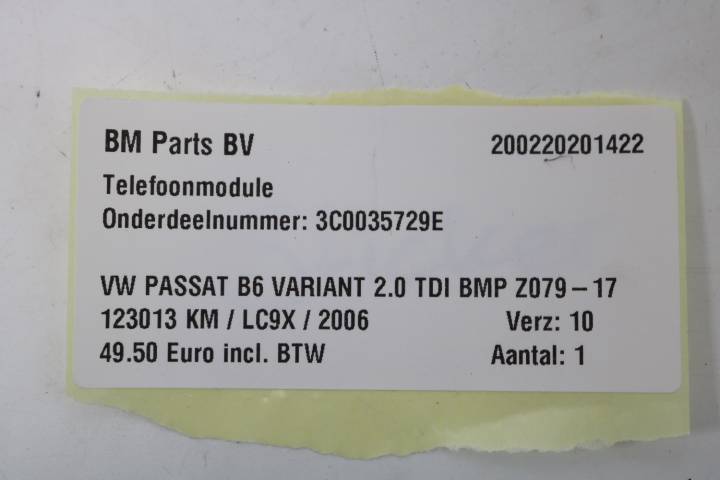 BM Parts BV 200220201422
Telefoonmodule
Onderdeelnummer: 3C0035729E
VW PASSAT B6 VARIANT 2.0 TDI BMP Z079-17
123013 KM / LC9X / 2006 Verz: 10
49.50 Euro incl. BTW Aantal: 1